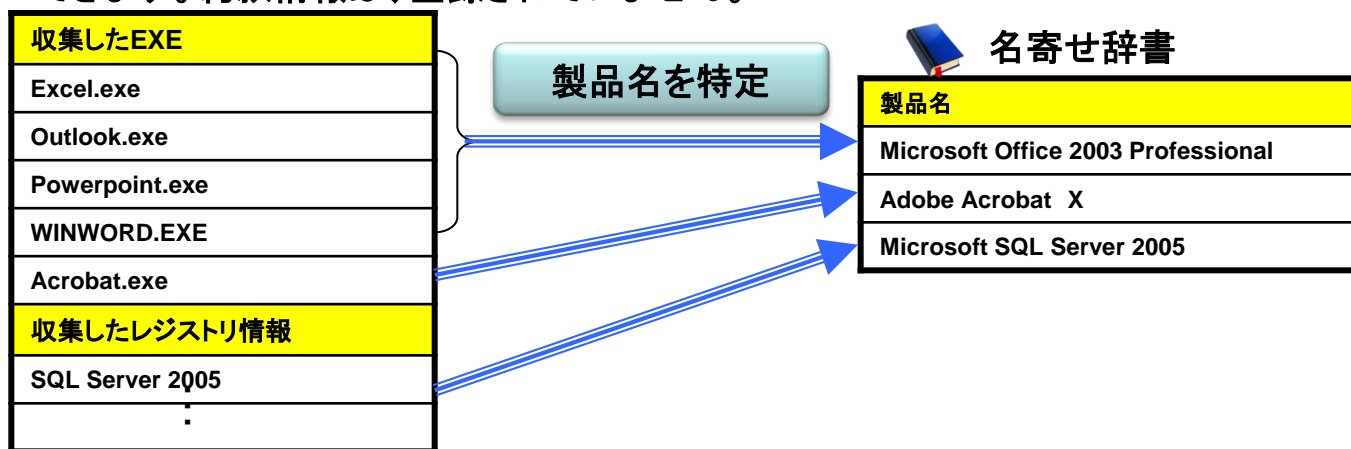 収集したEXE
Excel.exe
Outlook.exe
Powerpoint.exe
WINWORD.EXE
Acrobat.exe
収集したレジストリ情報
SQL Server 2005
:
製品名を特定
名寄せ辞書
製品名
Microsoft Office 2003 Professional
Adobe Acrobat X
Microsoft SQL Server 2005